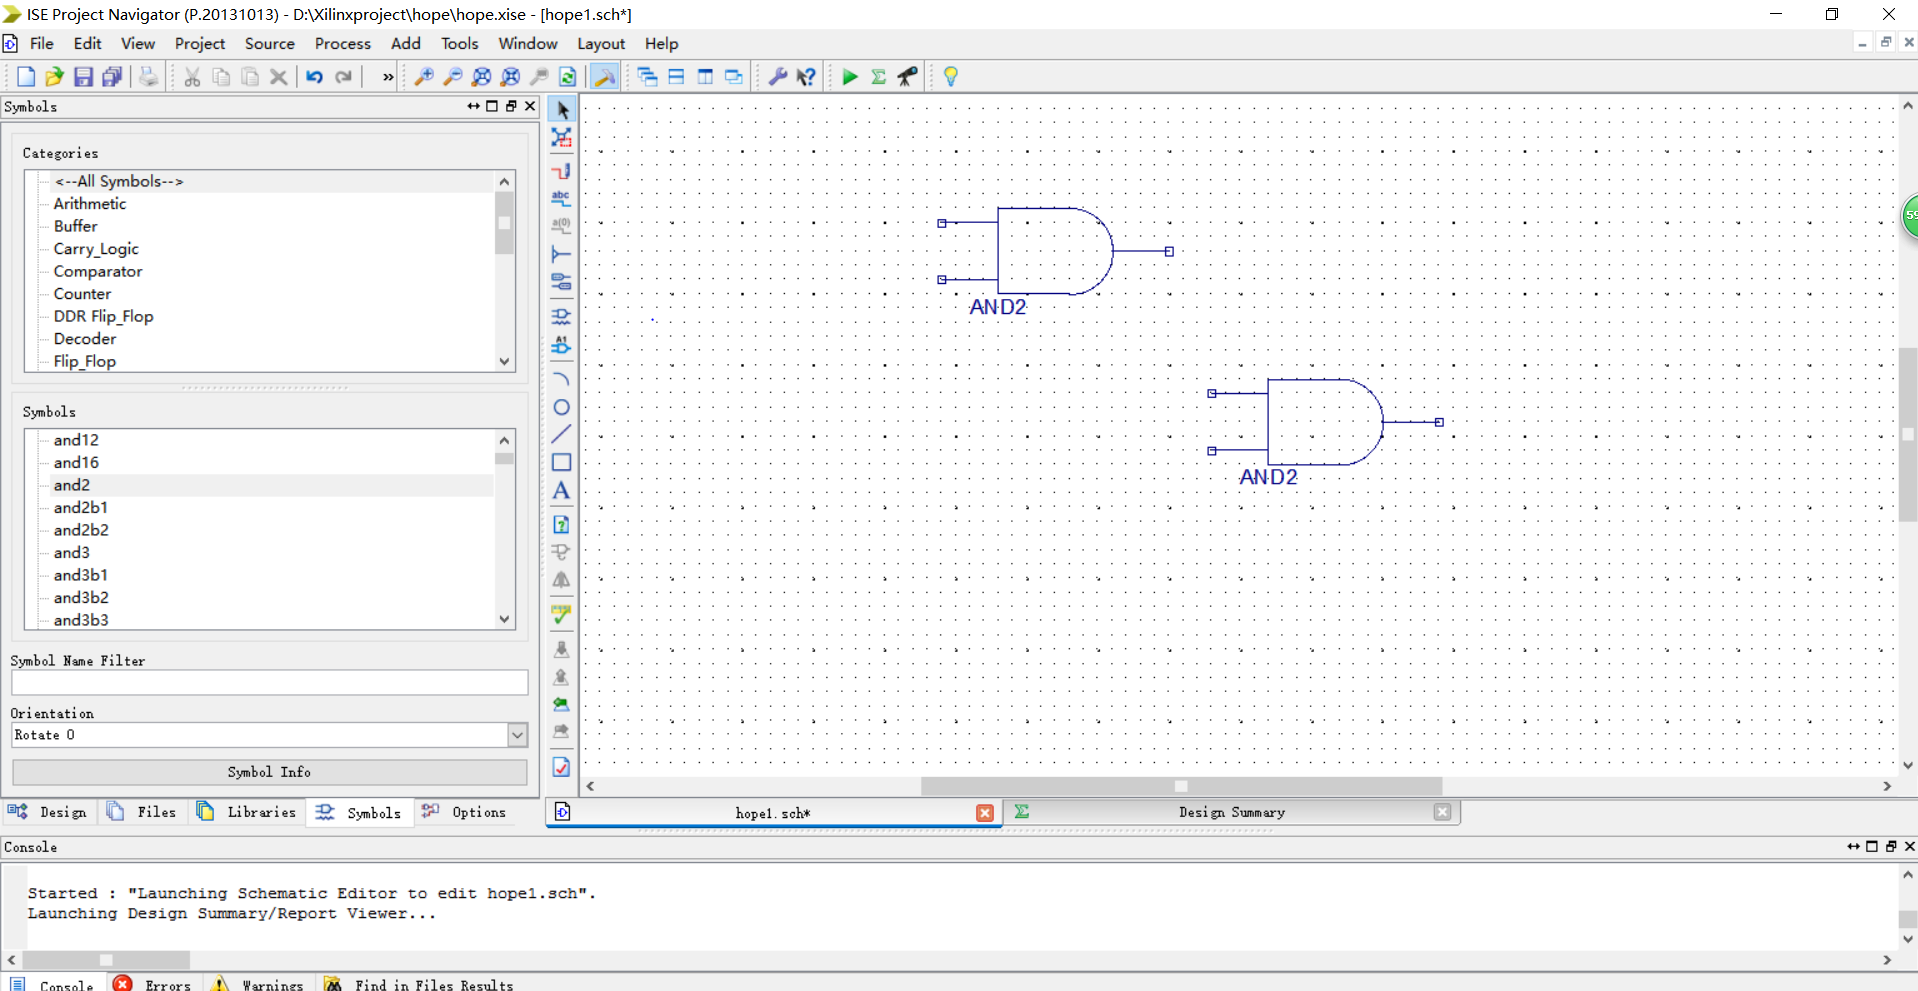 ISE Project Navigator (P.20131013) - D:\Xilinxproject\hope\hope.xise - [hope1.sch*]
File Edit View Project Source Process Add Tools Window Layout Help
Symbols
Categories
<--All Symbols-->
Arithmetic
Buffer
Carry_Logic
Comparator
Counter
DDR Flip_Flop
Decoder
Flip_Flop
Symbols
and12
and16
and2
and2b1
and2b2
and3
and3b1
and3b2
and3b3
Symbol Name Filter
Orientation
Rotate 0
Symbol Info
Design Files Libraries Symbols Options
abc
a(0)
A1
A
AND2
AND2
59
hope1.sch* Design Summary
Console
Started : "Launching Schematic Editor to edit hope1.sch".
Launching Design Summary/Report Viewer...
Console Errors Warnings Find in Files Results